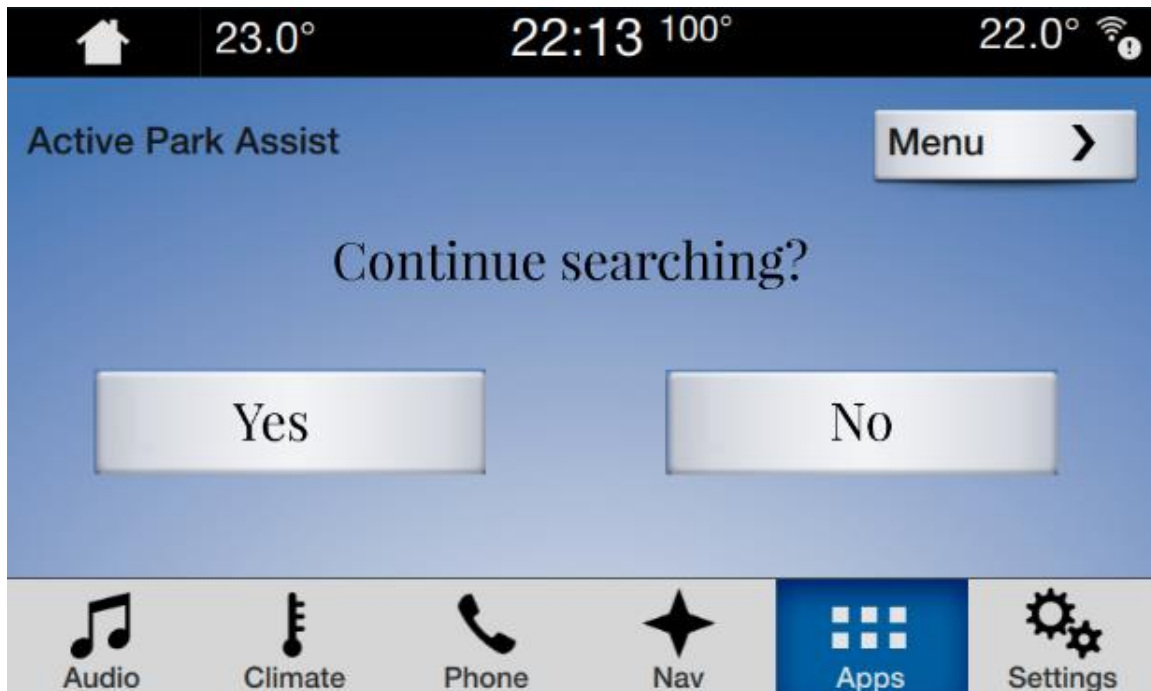 23.0° 22:13 100° 22.0°
Active Park Assist
Menu
Continue searching?
Yes No
Audio Climate Phone Nav Apps Settings